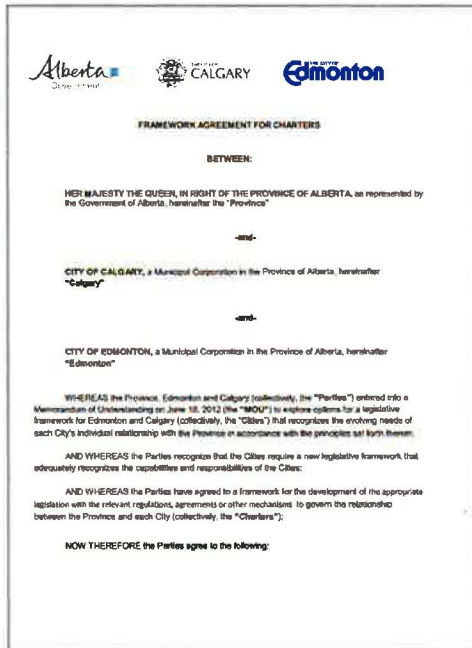 Alberta
Government
THE CITY OF
CALGARY
THE CITY OF
Edmonton
FRAMEWORK AGREEMENT FOR CHARTERS
BETWEEN:
HER MAJESTY THE QUEEN, IN RIGHT OF THE PROVINCE OF ALBERTA, as represented by
the Government of Alberta, hereinafter the "Province"
-and-
CITY OF CALGARY, a Municipal Corporation in the Province of Alberta, hereinafter
"Calgary"
-and-
CITY OF EDMONTON, a Municipal Corporation in the Province of Alberta, hereinafter
"Edmonton"
WHEREAS the Province, Edmonton and Calgary (collectively, the "Parties") entered into a
Memorandum of Understanding on June 18, 2012 (the "MOU") to explore options for a legislative
framework for Edmonton and Calgary (collectively, the "Cities") that recognizes the evolving needs of
each City's individual relationship with the Province in accordance with the principles set forth therein;
AND WHEREAS the Parties recognize that the Cities require a new legislative framework that
adequately recognizes the capabilities and responsibilities of the Cities;
AND WHEREAS the Parties have agreed to a framework for the development of the appropriate
legislation with the relevant regulations, agreements or other mechanisms to govern the relationship
between the Province and each City (collectively, the "Charters");
NOW THEREFORE the Parties agree to the following: